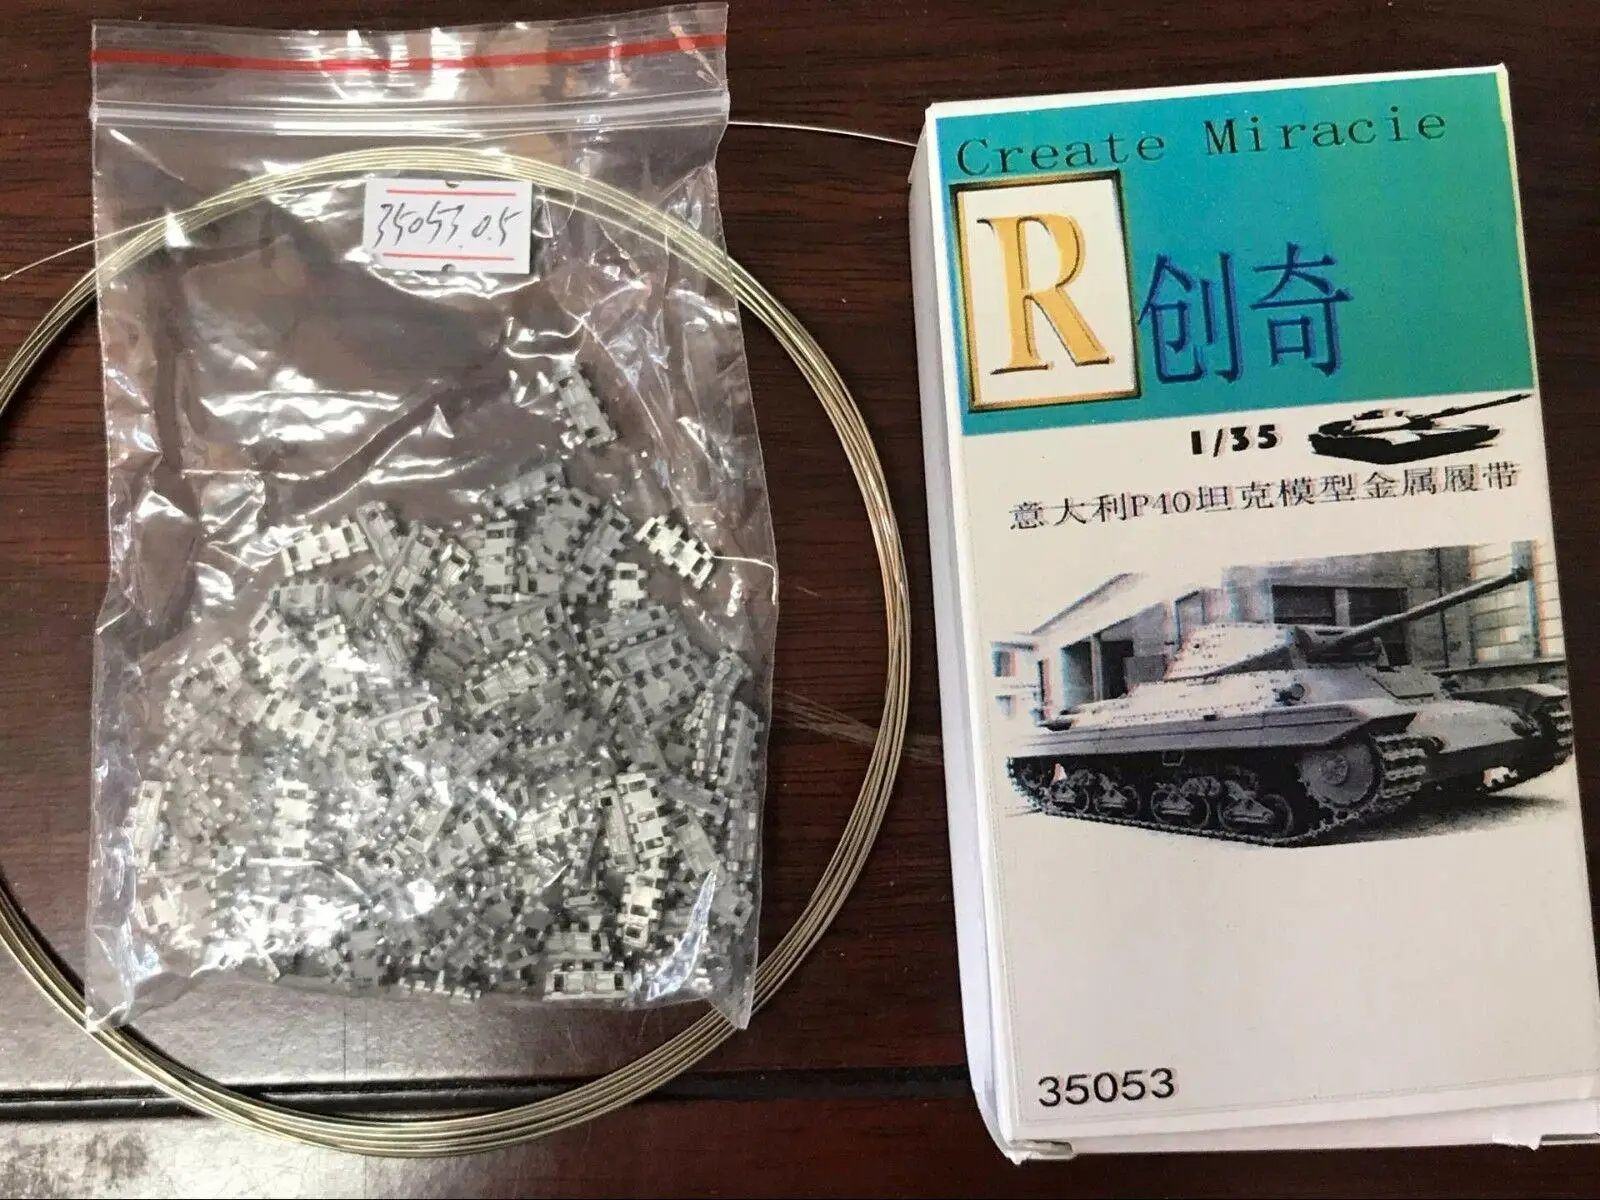 35053 0.5
Create Miracie
R
创奇
1/35
意大利P40坦克模型金属履带
35053